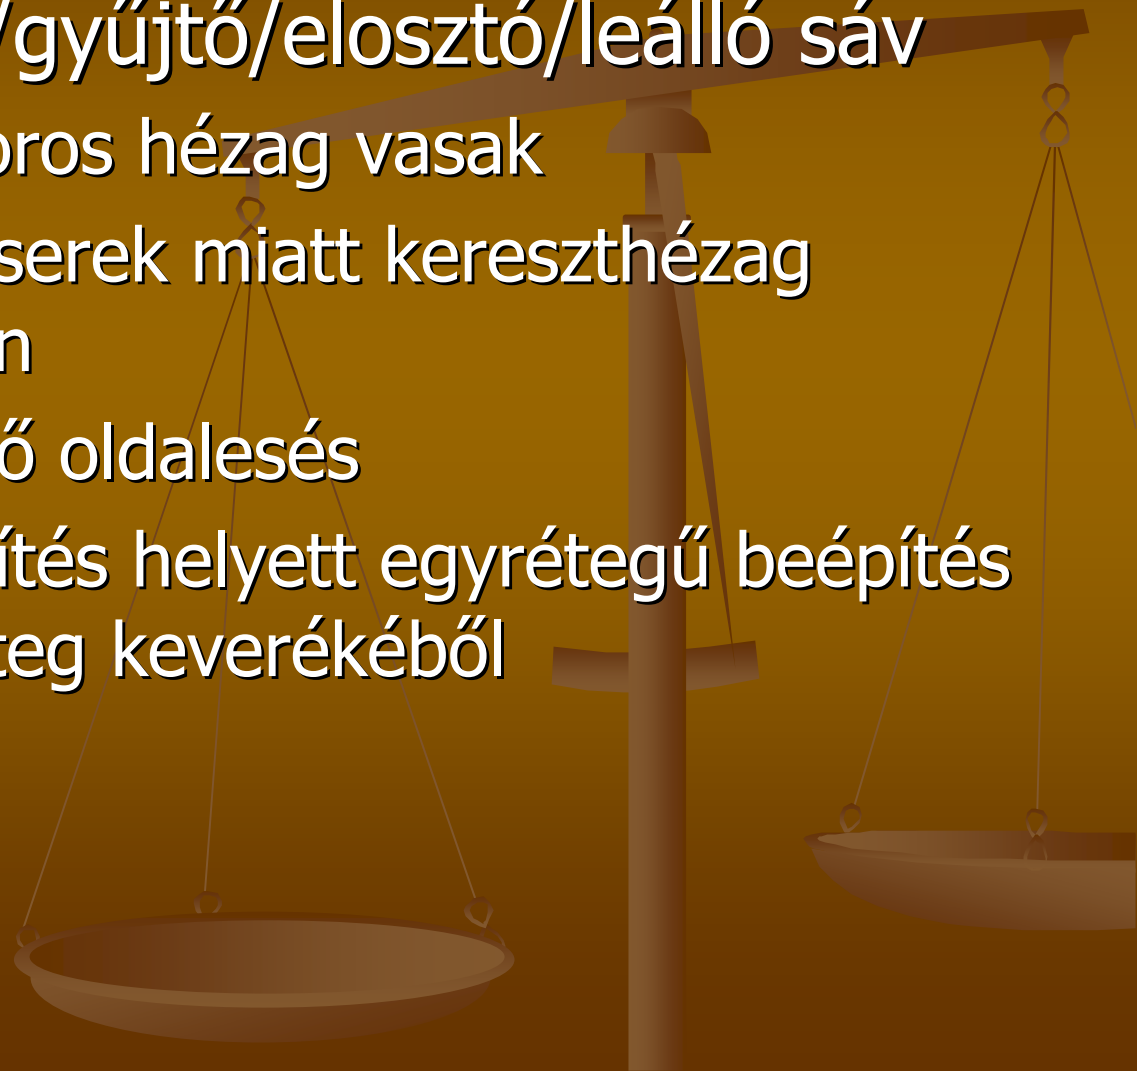 /gyűjtő/elosztó/leálló sáv
oros hézag vasak
serek miatt kereszthézag
n
ő oldalesés
ítés helyett egyrétegű beépítés
teg keverékéből